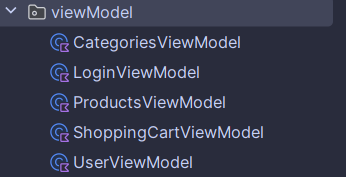 viewModel
CategoriesViewModel
LoginViewModel
ProductsViewModel
ShoppingCartViewModel
UserViewModel